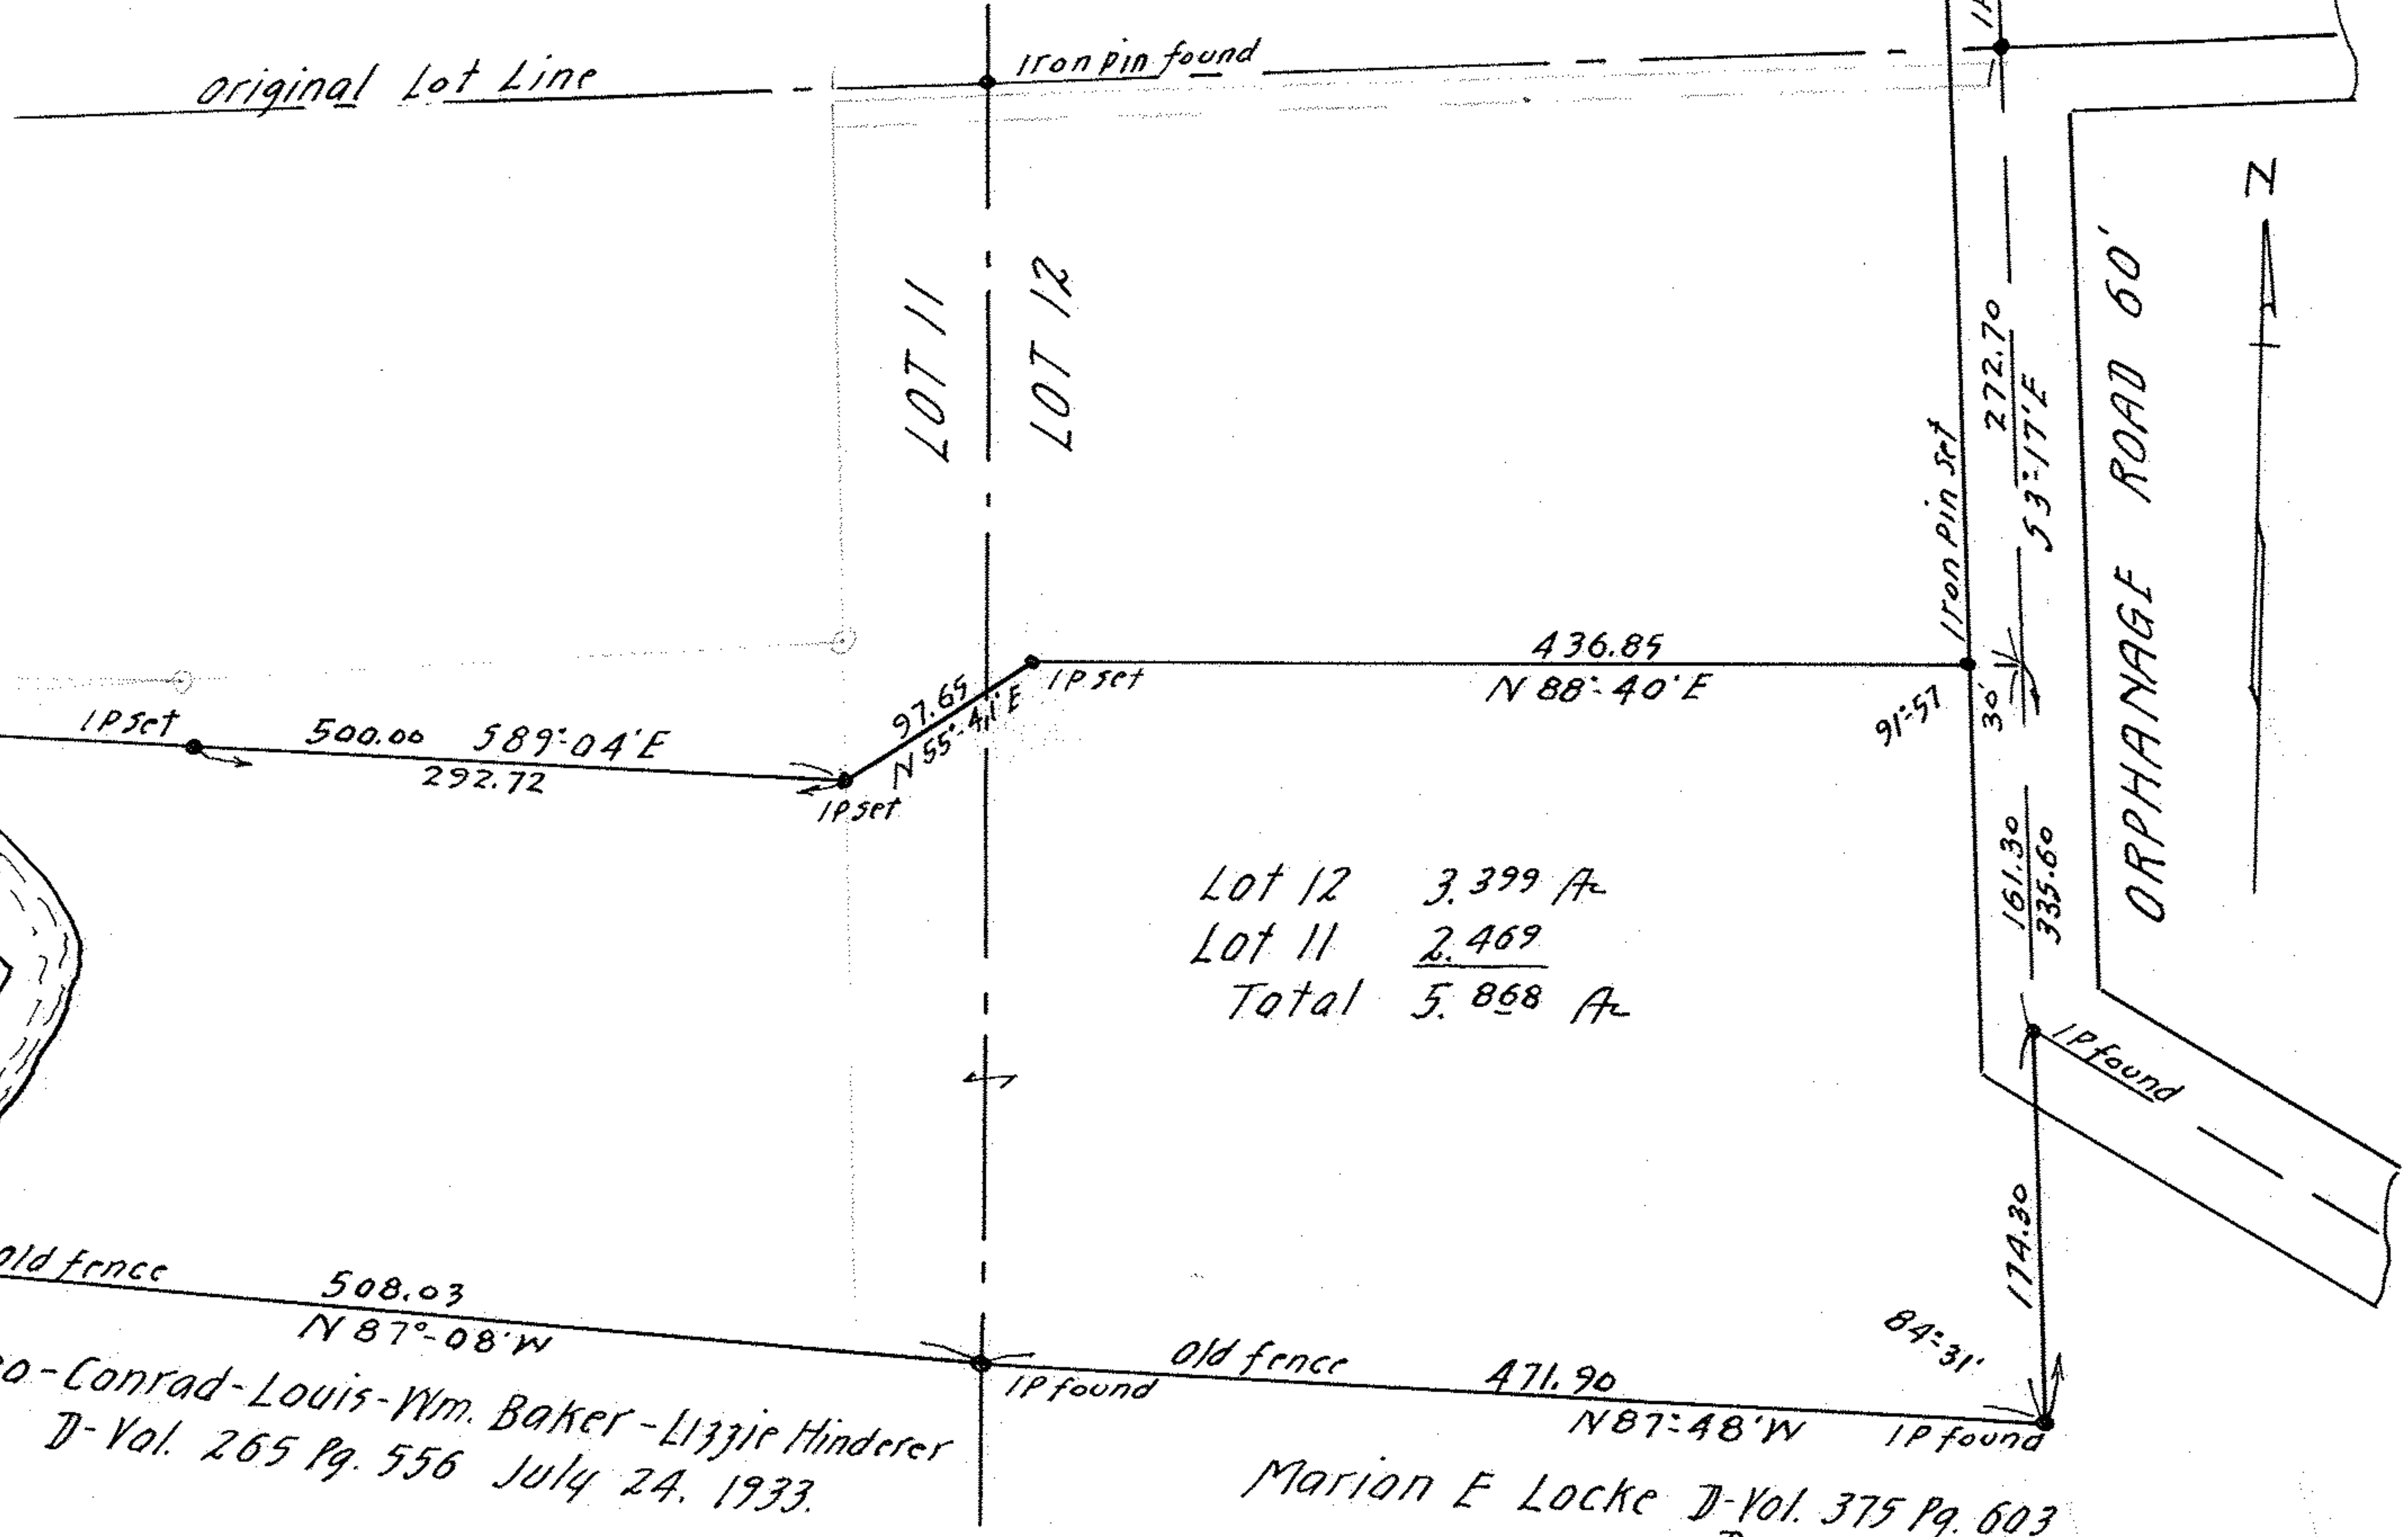 Original Lot Line
Iron pin found
N
LOT 11
LOT 12
Iron pin set
272.70
S3°-17'E
ORPHANAGE ROAD 60'
436.85
N 88°-40'E
91°-57
30'
97.65
N 55°-41'E
IP set
IP set
500.00 S89°-04'E
292.72
IP set
161.30
335.60
Lot 12 3.399 Ac
Lot 11 2.469
Total 5.868 Ac
IP found
174.30
84°-31'
old fence
508.03
N 87°-08'W
Old fence
471.90
N87°-48'W
IP found
IP found
-Conrad-Louis-Wm. Baker-Lizzie Hinderer
D-Vol. 265 Pg. 556 July 24. 1933.
Marian E Locke D-Vol. 375 Pg. 603